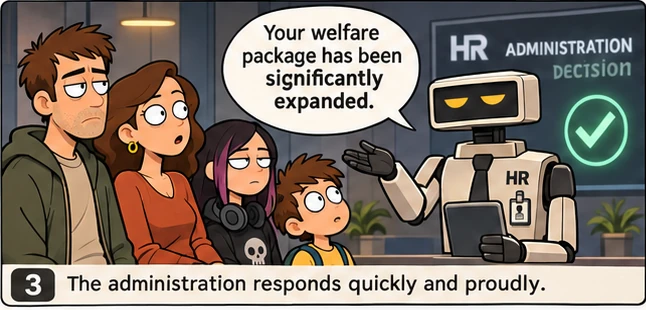 Your welfare
package has been
significantly
expanded.
HR ADMINISTRATION
DECISION
HR
3 The administration responds quickly and proudly.